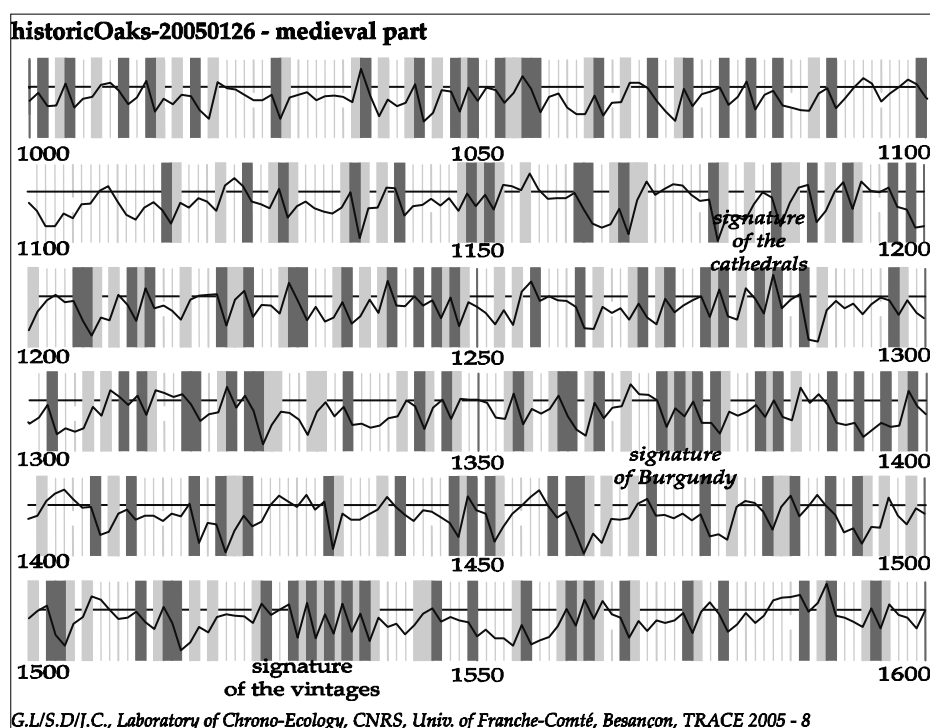 historicOaks-20050126 - medieval part
1000 1050 1100
1100 1150 1200
signature
of the
cathedrals
1200 1250 1300
1300 1350 1400
signature
of Burgundy
1400 1450 1500
1500 1550 1600
signature
of the vintages
G.L/S.D/J.C., Laboratory of Chrono-Ecology, CNRS, Univ. of Franche-Comté, Besançon, TRACE 2005 - 8